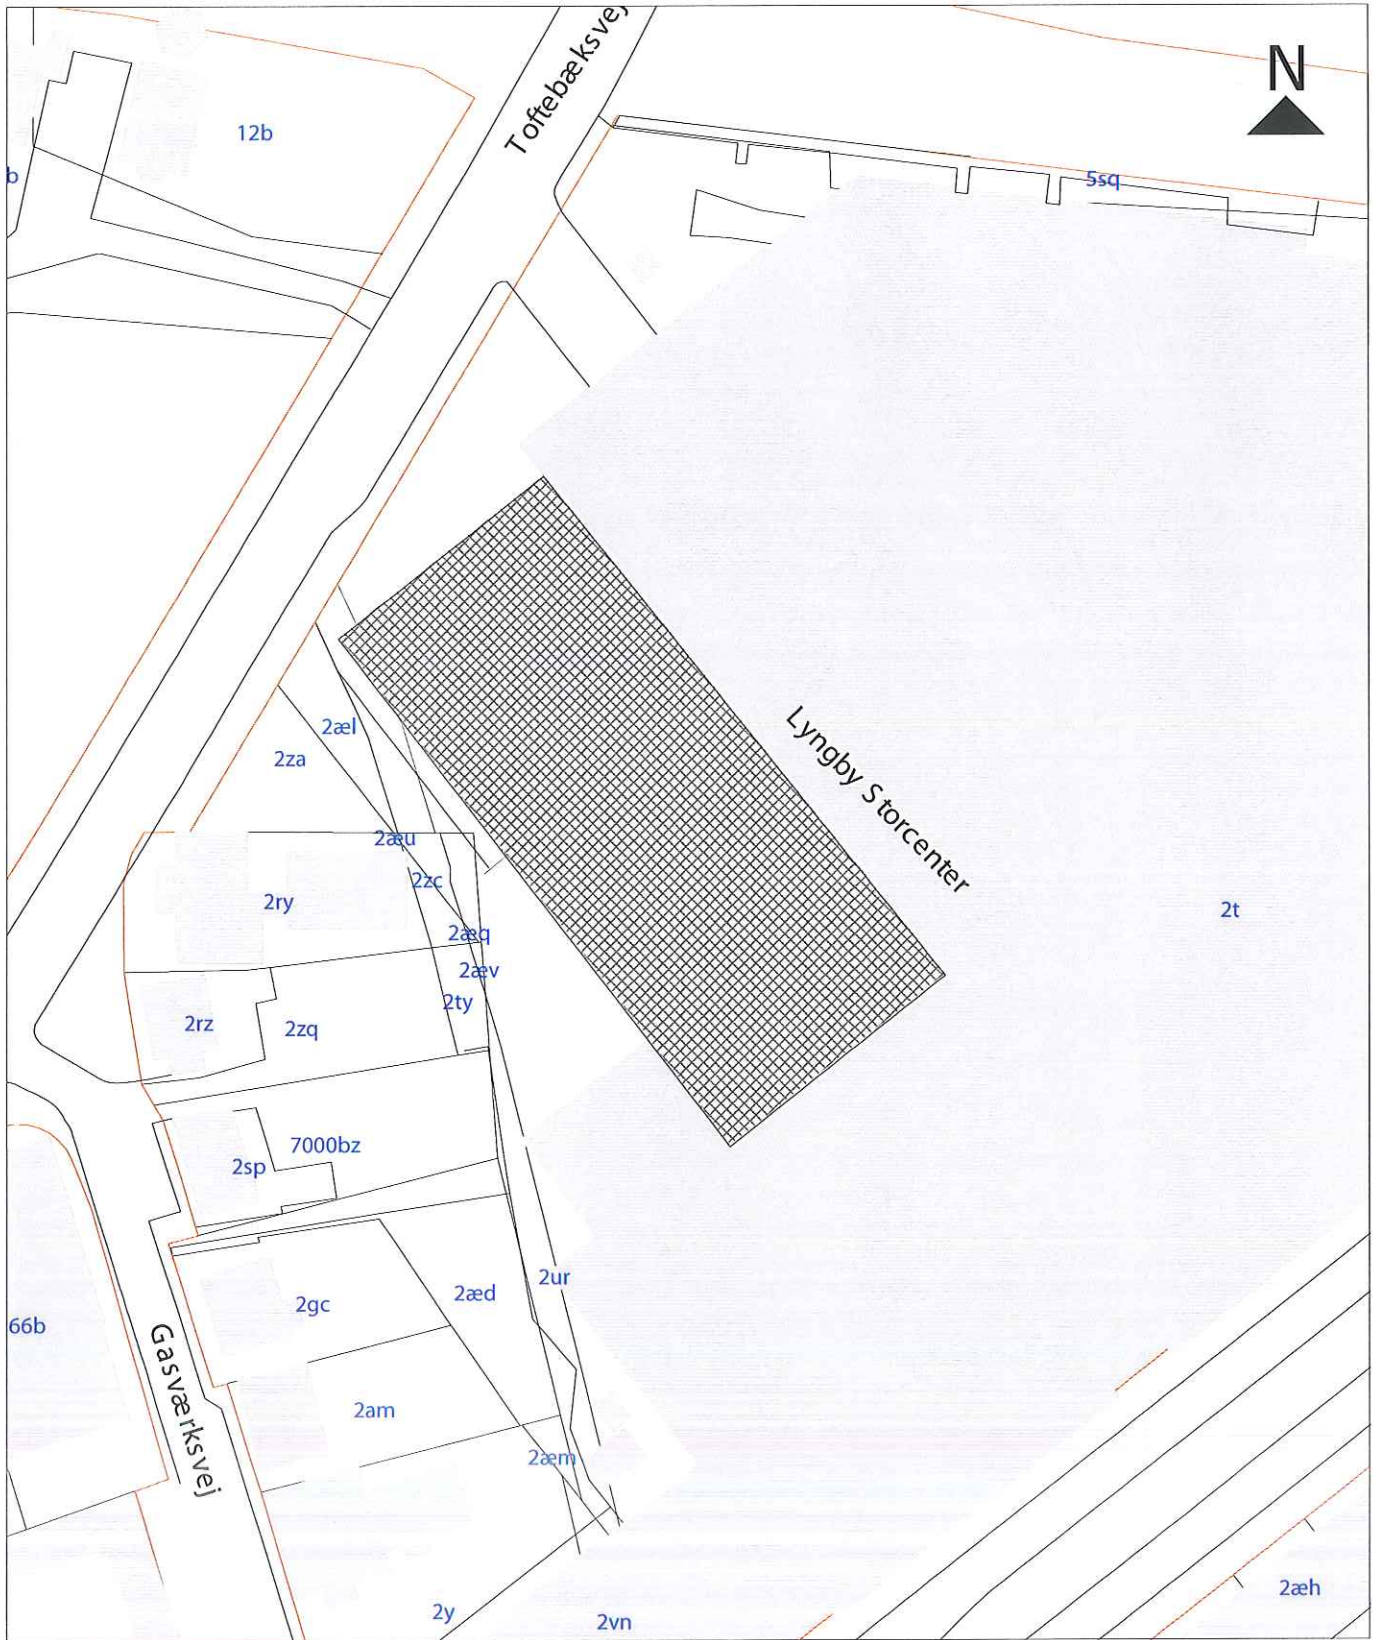 Toftebæksvej
N
12b
b
5sq
2æl
2za
Lyngby Storcenter
2æu
2zc
2ry
2t
2æq
2æv
2ty
2rz
2zq
7000bz
2sp
2ur
2æd
2gc
66b
Gasværksvej
2am
2æm
2æh
2y
2vn